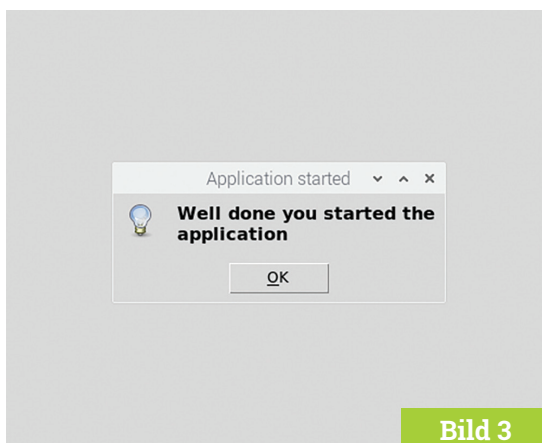 Application started
Well done you started the
application
OK
Bild 3